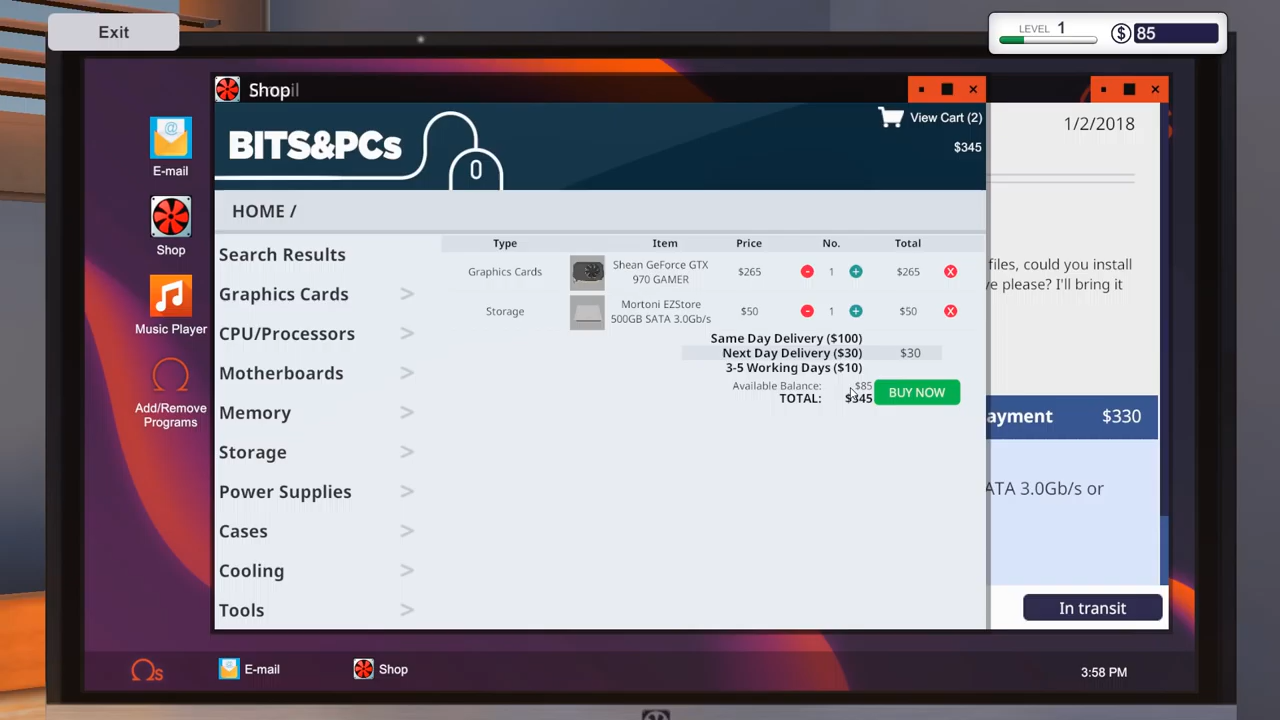 Exit
LEVEL 1
$ 85
Shop
BITS&PCs
View Cart (2)
$345
1/2/2018
E-mail
Shop
Music Player
Add/Remove
Programs
HOME /
Search Results
Graphics Cards >
CPU/Processors >
Motherboards >
Memory >
Storage >
Power Supplies >
Cases >
Cooling >
Tools >
Type Item Price No. Total
Graphics Cards Shean GeForce GTX 970 GAMER $265 - 1 + $265 X
Storage Mortoni EZStore 500GB SATA 3.0Gb/s $50 - 1 + $50 X
Same Day Delivery ($100)
Next Day Delivery ($30) $30
3-5 Working Days ($10)
Available Balance: $85
TOTAL: $345
BUY NOW
files, could you install
e please? I'll bring it
ayment $330
ATA 3.0Gb/s or
In transit
E-mail
Shop
3:58 PM